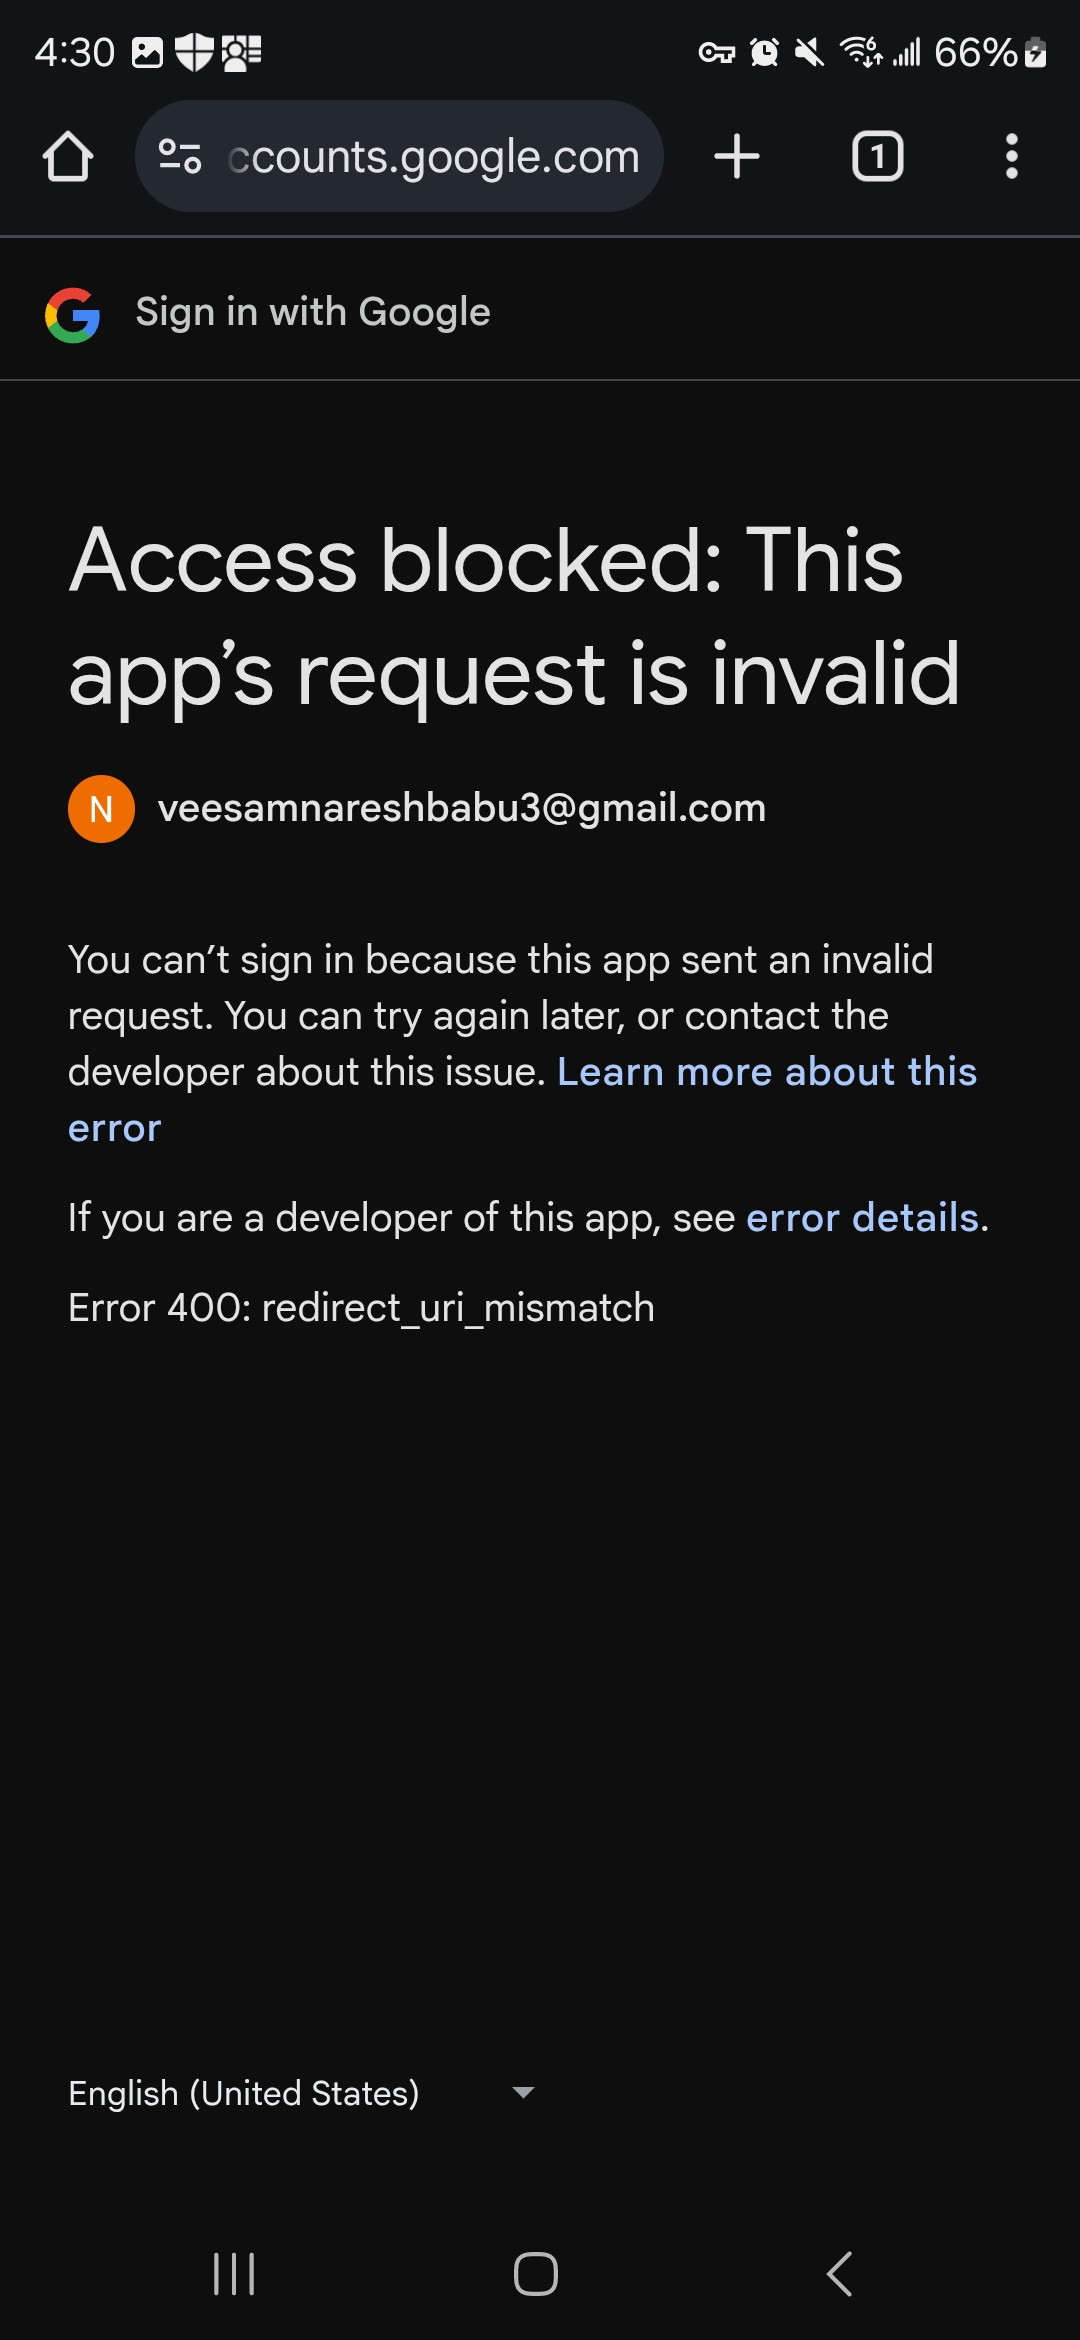 4:30
6
66%
ccounts.google.com
1
Sign in with Google
Access blocked: This
app’s request is invalid
N
veesamnareshbabu3@gmail.com
You can’t sign in because this app sent an invalid
request. You can try again later, or contact the
developer about this issue. Learn more about this
error
If you are a developer of this app, see error details.
Error 400: redirect_uri_mismatch
English (United States)